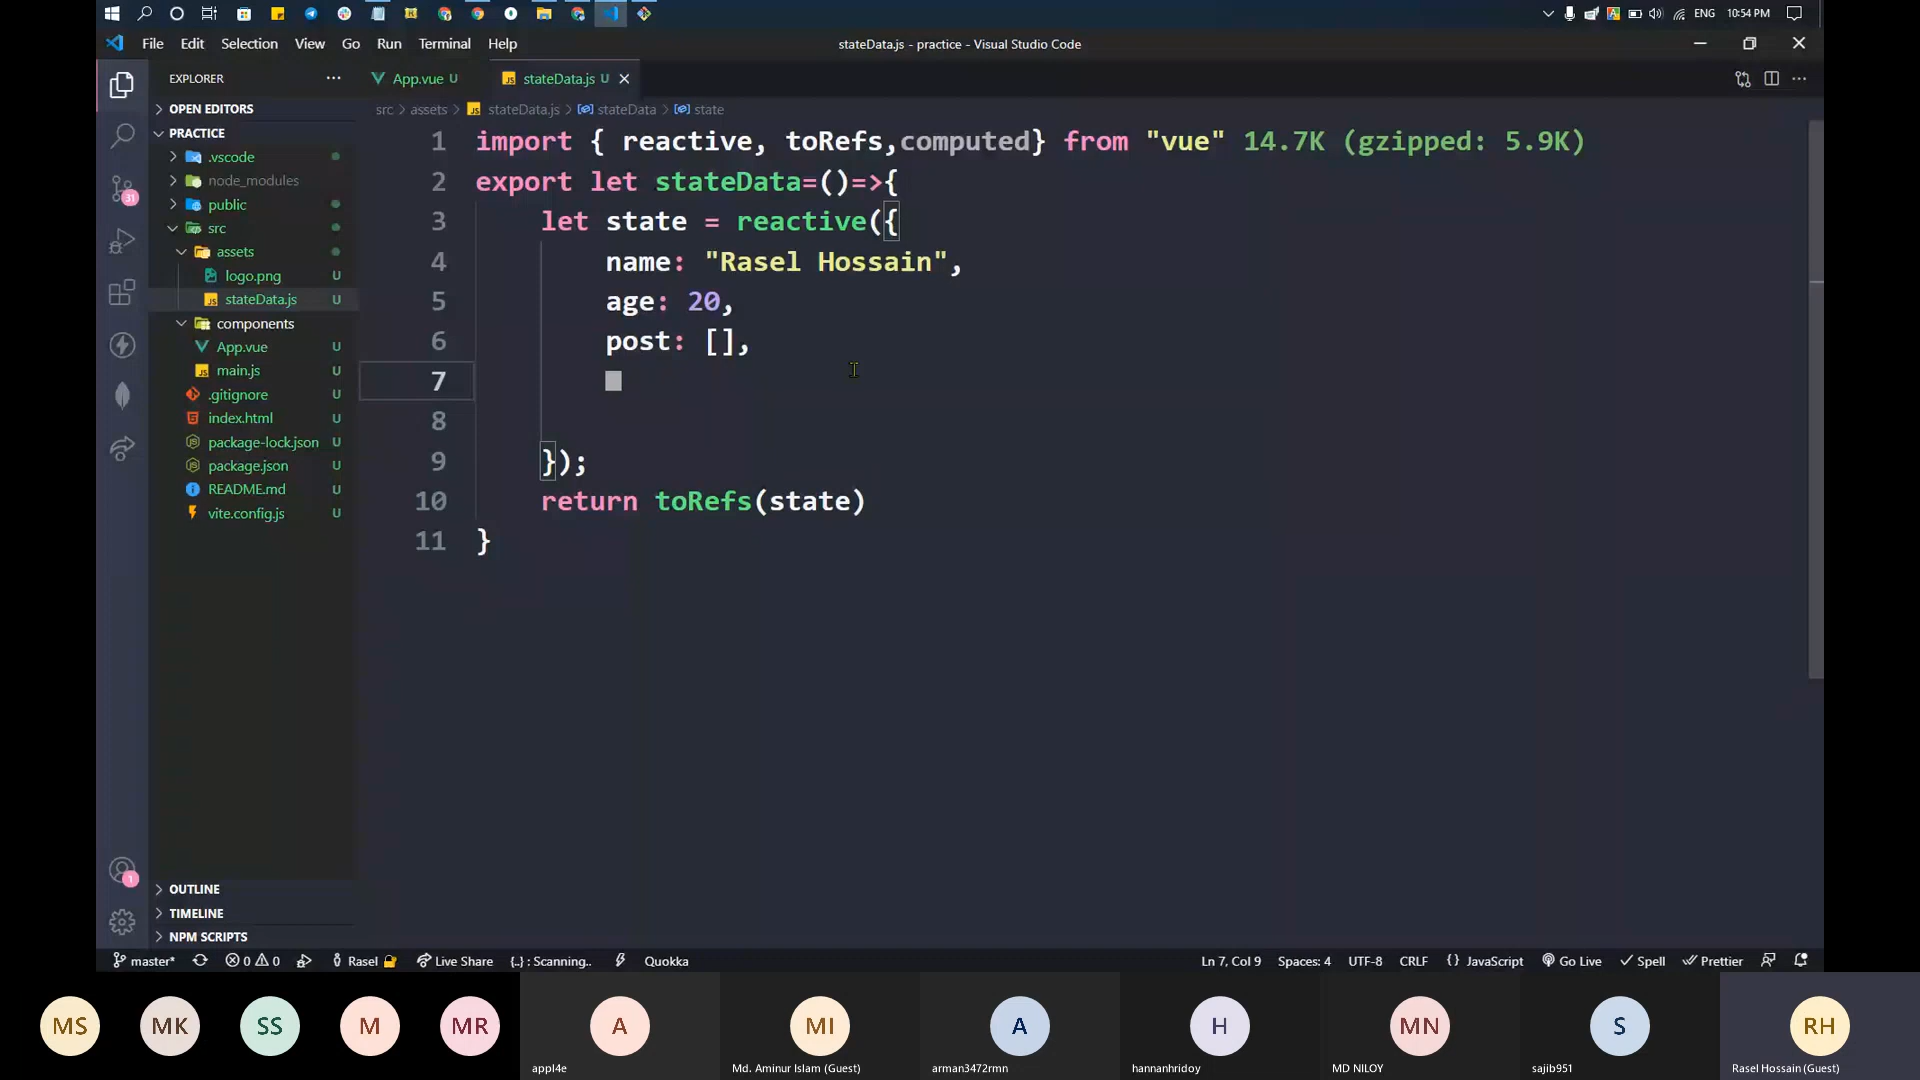 ENG 10:54 PM
File Edit Selection View Go Run Terminal Help
stateData.js - practice - Visual Studio Code
EXPLORER
OPEN EDITORS
PRACTICE
.vscode
node_modules
public
src
assets
logo.png U
stateData.js U
components
App.vue U
main.js U
.gitignore U
index.html U
package-lock.json U
package.json U
README.md U
vite.config.js U
OUTLINE
TIMELINE
NPM SCRIPTS
31
1
App.vue U
stateData.js U
src > assets > stateData.js > stateData > state
1 import { reactive, toRefs,computed} from "vue" 14.7K (gzipped: 5.9K)
2 export let stateData=()=>{
3 let state = reactive({
4 name: "Rasel Hossain",
5 age: 20,
6 post: [],
7
8
9 });
10 return toRefs(state)
11 }
master* 0 0 Rasel Live Share {..} : Scanning.. Quokka
Ln 7, Col 9 Spaces: 4 UTF-8 CRLF {} JavaScript Go Live Spell Prettier
MS MK SS M MR A MI A H MN S RH
appl4e Md. Aminur Islam (Guest) arman3472rmn hannanhridoy MD NILOY sajib951 Rasel Hossain (Guest)